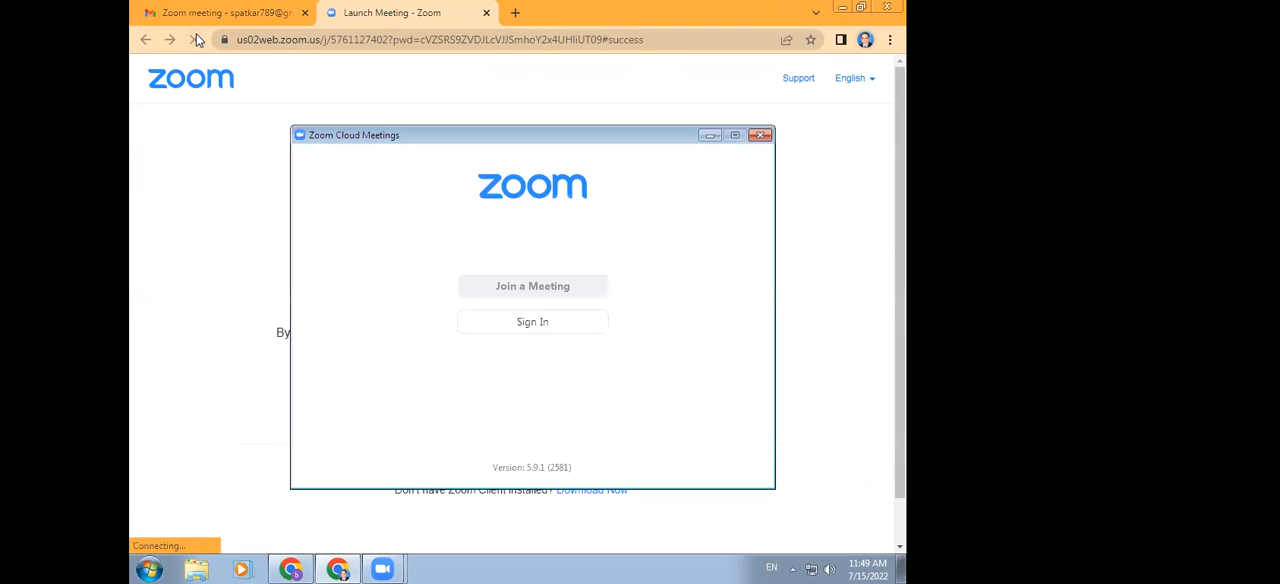 Zoom meeting - spatkar789@g
Launch Meeting - Zoom
us02web.zoom.us/j/5761127402?pwd=cVZSRS9ZVDJLcVJJSmhoY2x4UHliUT09#success
zoom
Support
English
Zoom Cloud Meetings
zoom
Join a Meeting
By
Sign In
Version: 5.9.1 (2581)
Don't have Zoom Client installed? Download Now
Connecting...
EN
11:49 AM
7/15/2022